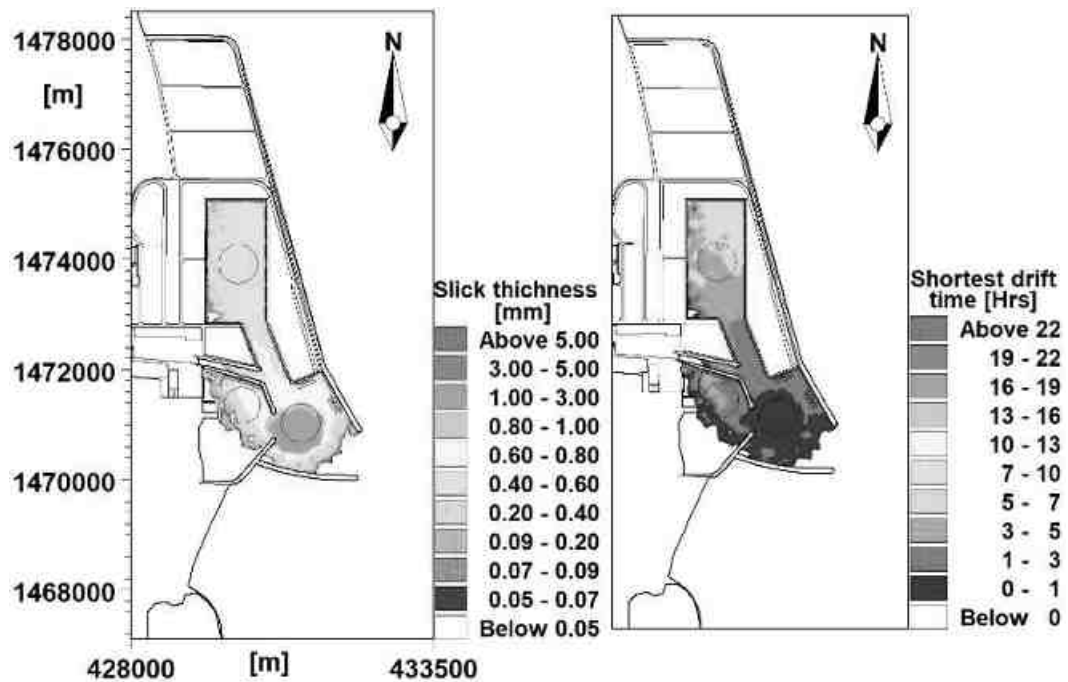 1478000
[m]
1476000
1474000
1472000
1470000
1468000
428000
[m]
433500
N
Slick thichness
[mm]
Above 5.00
3.00 - 5.00
1.00 - 3.00
0.80 - 1.00
0.60 - 0.80
0.40 - 0.60
0.20 - 0.40
0.09 - 0.20
0.07 - 0.09
0.05 - 0.07
Below 0.05
N
Shortest drift
time [Hrs]
Above 22
19 - 22
16 - 19
13 - 16
10 - 13
7 - 10
5 - 7
3 - 5
1 - 3
0 - 1
Below 0